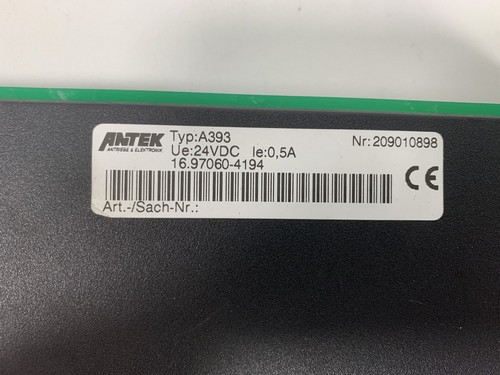 ANTEK
ANTRIEBE & ELEKTRONIK
Typ:A393
Nr:209010898
Ue:24VDC Ie:0,5A
16.97060-4194
CE
Art.-/Sach-Nr.: